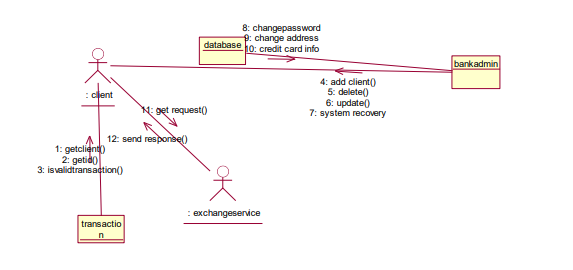 8: changepassword
9: change address
10: credit card info
database
bankadmin
: client
4: add client()
5: delete()
6: update()
7: system recovery
11: get request()
12: send response()
1: getclient()
2: getid()
3: isvalidtransaction()
: exchangeservice
transactio
n